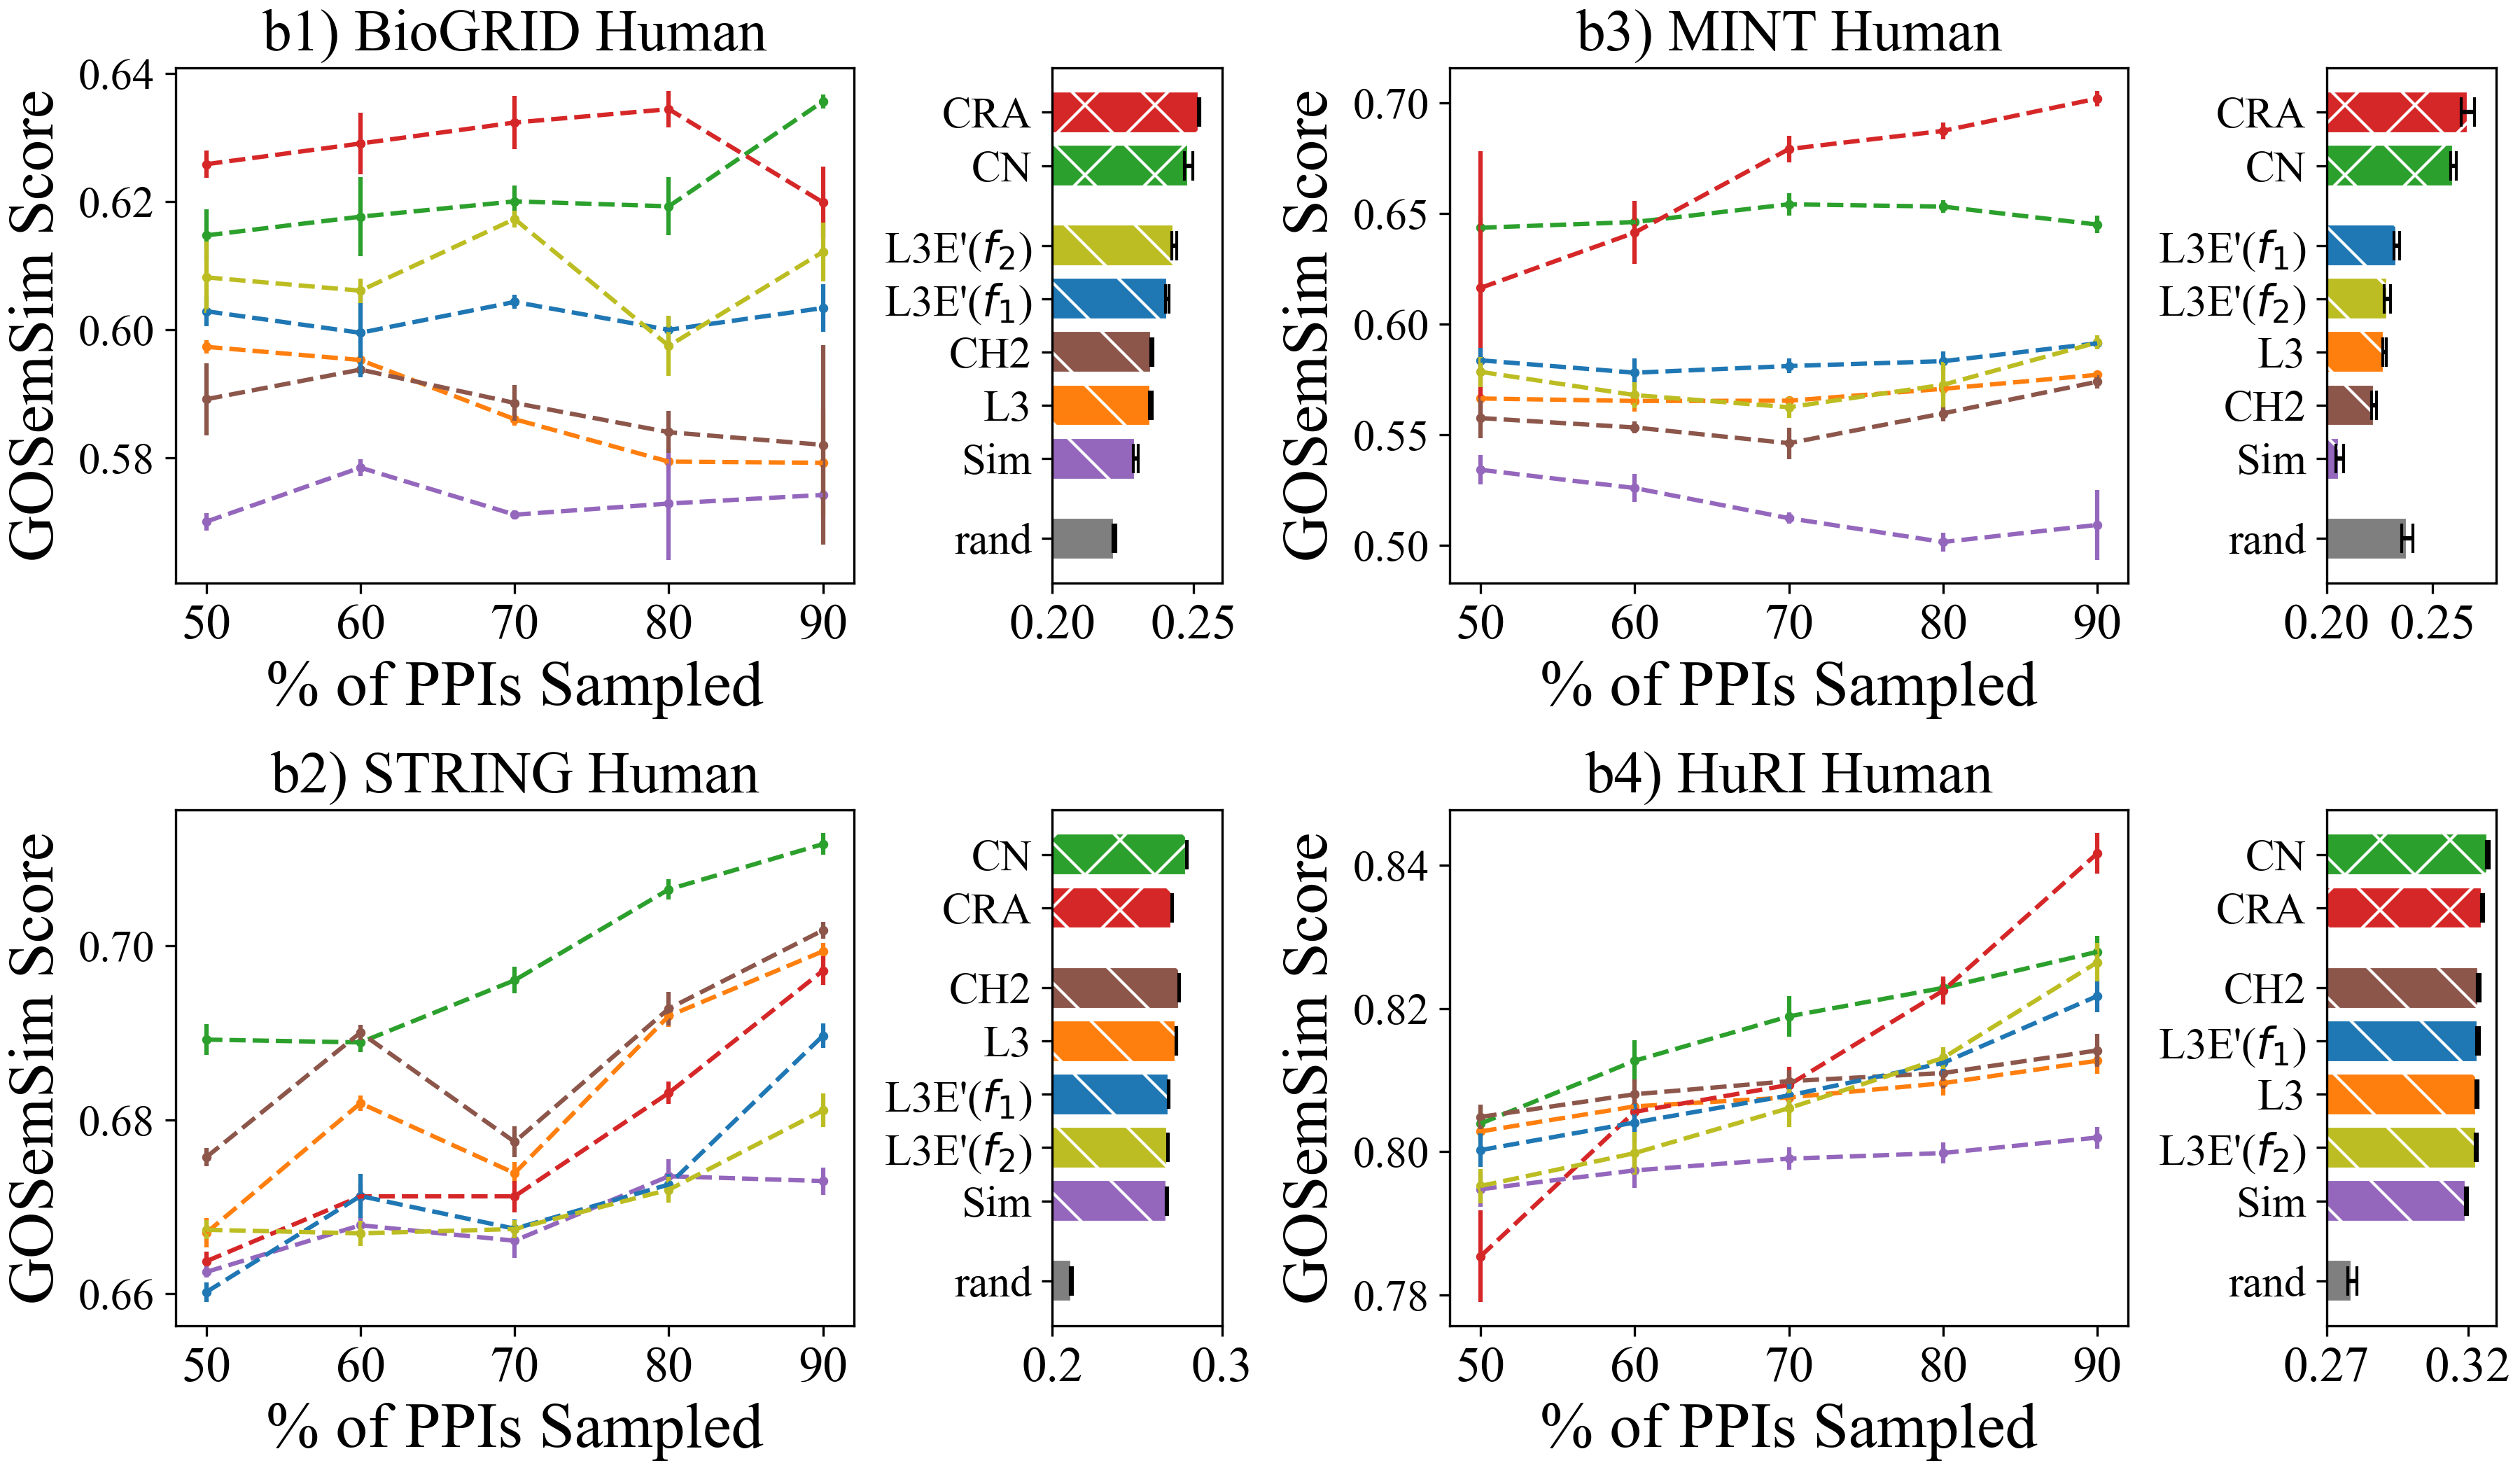 b1) BioGRID Human
GOSemSim Score
0.64
0.62
0.60
0.58
50 60 70 80 90
% of PPIs Sampled
CRA
CN
L3E'(f₂)
L3E'(f₁)
CH2
L3
Sim
rand
0.20 0.25
b3) MINT Human
GOSemSim Score
0.70
0.65
0.60
0.55
0.50
50 60 70 80 90
% of PPIs Sampled
CRA
CN
L3E'(f₁)
L3E'(f₂)
L3
CH2
Sim
rand
0.20 0.25
b2) STRING Human
GOSemSim Score
0.70
0.68
0.66
50 60 70 80 90
% of PPIs Sampled
CN
CRA
CH2
L3
L3E'(f₁)
L3E'(f₂)
Sim
rand
0.2 0.3
b4) HuRI Human
GOSemSim Score
0.84
0.82
0.80
0.78
50 60 70 80 90
% of PPIs Sampled
CN
CRA
CH2
L3E'(f₁)
L3
L3E'(f₂)
Sim
rand
0.27 0.32